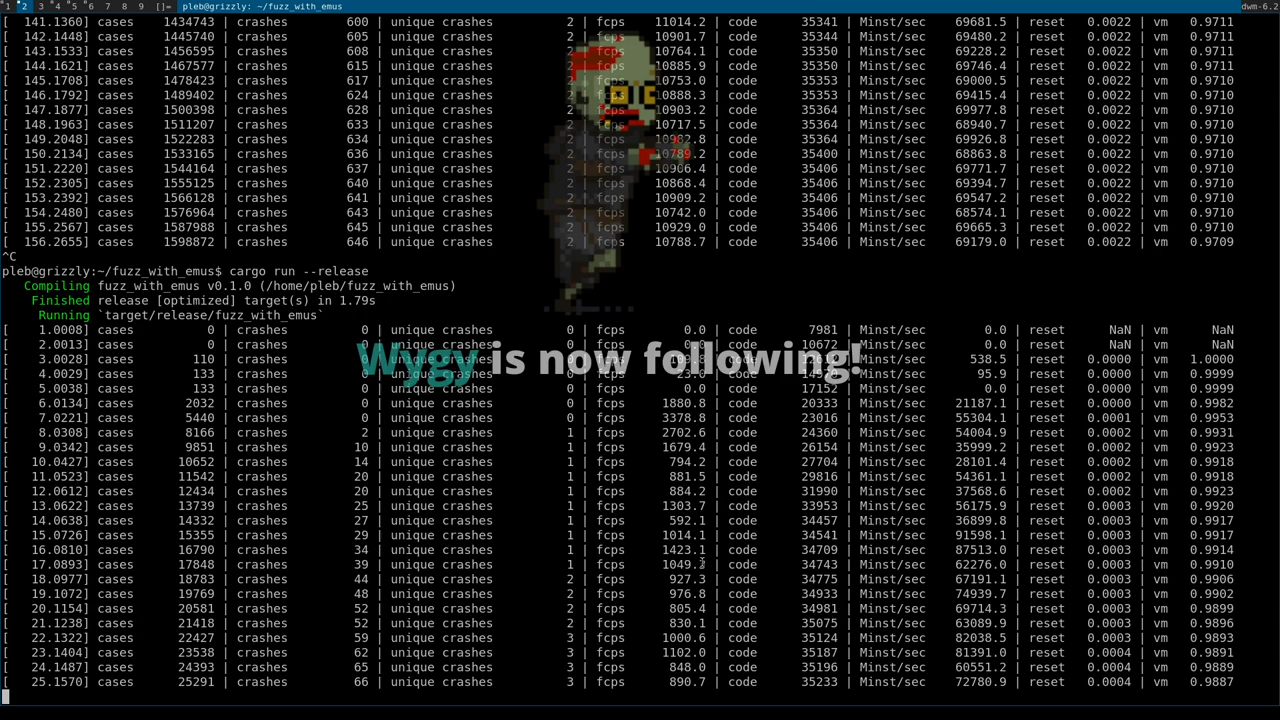 1 2 3 4 5 6 7 8 9 []= pleb@grizzly: ~/fuzz_with_emus dwm-6.2
[ 141.1360] cases 1434743 | crashes 600 | unique crashes 2 | fcps 11014.2 | code 35341 | Minst/sec 69681.5 | reset 0.0022 | vm 0.9711
[ 142.1448] cases 1445740 | crashes 605 | unique crashes 2 | fcps 10901.7 | code 35344 | Minst/sec 69480.2 | reset 0.0022 | vm 0.9711
[ 143.1533] cases 1456595 | crashes 608 | unique crashes 2 | fcps 10764.1 | code 35350 | Minst/sec 69228.2 | reset 0.0022 | vm 0.9711
[ 144.1621] cases 1467577 | crashes 615 | unique crashes 2 | fcps 10885.9 | code 35350 | Minst/sec 69746.4 | reset 0.0022 | vm 0.9711
[ 145.1708] cases 1478423 | crashes 617 | unique crashes 2 | fcps 10753.0 | code 35353 | Minst/sec 69000.5 | reset 0.0022 | vm 0.9710
[ 146.1792] cases 1489402 | crashes 624 | unique crashes 2 | fcps 10888.3 | code 35353 | Minst/sec 69415.4 | reset 0.0022 | vm 0.9710
[ 147.1877] cases 1500398 | crashes 628 | unique crashes 2 | fcps 10903.2 | code 35364 | Minst/sec 69977.8 | reset 0.0022 | vm 0.9710
[ 148.1963] cases 1511207 | crashes 633 | unique crashes 2 | fcps 10717.5 | code 35364 | Minst/sec 68940.7 | reset 0.0022 | vm 0.9710
[ 149.2048] cases 1522283 | crashes 634 | unique crashes 2 | fcps | code 35364 | Minst/sec 69926.8 | reset 0.0022 | vm 0.9710
[ 150.2134] cases 1533165 | crashes 636 | unique crashes 2 | fcps 10789.2 | code 35400 | Minst/sec 68863.8 | reset 0.0022 | vm 0.9710
[ 151.2220] cases 1544164 | crashes 637 | unique crashes 2 | fcps 10906.4 | code 35406 | Minst/sec 69771.7 | reset 0.0022 | vm 0.9710
[ 152.2305] cases 1555125 | crashes 640 | unique crashes 2 | fcps 10868.4 | code 35406 | Minst/sec 69394.7 | reset 0.0022 | vm 0.9710
[ 153.2392] cases 1566128 | crashes 641 | unique crashes 2 | fcps 10909.2 | code 35406 | Minst/sec 69547.2 | reset 0.0022 | vm 0.9710
[ 154.2480] cases 1576964 | crashes 643 | unique crashes 2 | fcps 10742.0 | code 35406 | Minst/sec 68574.1 | reset 0.0022 | vm 0.9710
[ 155.2567] cases 1587988 | crashes 645 | unique crashes 2 | fcps 10929.0 | code 35406 | Minst/sec 69665.3 | reset 0.0022 | vm 0.9710
[ 156.2655] cases 1598872 | crashes 646 | unique crashes 2 | fcps 10788.7 | code 35406 | Minst/sec 69179.0 | reset 0.0022 | vm 0.9709
^C
pleb@grizzly:~/fuzz_with_emus$ cargo run --release
Compiling fuzz_with_emus v0.1.0 (/home/pleb/fuzz_with_emus)
Finished release [optimized] target(s) in 1.79s
Running `target/release/fuzz_with_emus`
[ 1.0008] cases 0 | crashes 0 | unique crashes 0 | fcps 0.0 | code 7981 | Minst/sec 0.0 | reset NaN | vm NaN
[ 2.0013] cases 0 | crashes 0 | unique crashes 0 | fcps 0.0 | code 10672 | Minst/sec 0.0 | reset NaN | vm NaN
[ 3.0028] cases 110 | crashes 0 | unique crashes 0 | fcps | code | Minst/sec 538.5 | reset 0.0000 | vm 1.0000
Wygy is now following!
[ 4.0029] cases 133 | crashes 0 | unique crashes 0 | fcps 23.0 | code | Minst/sec 95.9 | reset 0.0000 | vm 0.9999
[ 5.0038] cases 133 | crashes 0 | unique crashes 0 | fcps 0.0 | code 17152 | Minst/sec 0.0 | reset 0.0000 | vm 0.9999
[ 6.0134] cases 2032 | crashes 0 | unique crashes 0 | fcps 1880.8 | code 20333 | Minst/sec 21187.1 | reset 0.0000 | vm 0.9982
[ 7.0221] cases 5440 | crashes 0 | unique crashes 0 | fcps 3378.8 | code 23016 | Minst/sec 55304.1 | reset 0.0001 | vm 0.9953
[ 8.0308] cases 8166 | crashes 2 | unique crashes 1 | fcps 2702.6 | code 24360 | Minst/sec 54004.9 | reset 0.0002 | vm 0.9931
[ 9.0342] cases 9851 | crashes 10 | unique crashes 1 | fcps 1679.4 | code 26154 | Minst/sec 35999.2 | reset 0.0002 | vm 0.9923
[ 10.0427] cases 10652 | crashes 14 | unique crashes 1 | fcps 794.2 | code 27704 | Minst/sec 28101.4 | reset 0.0002 | vm 0.9918
[ 11.0523] cases 11542 | crashes 20 | unique crashes 1 | fcps 881.5 | code 29816 | Minst/sec 54361.1 | reset 0.0002 | vm 0.9918
[ 12.0612] cases 12434 | crashes 20 | unique crashes 1 | fcps 884.2 | code 31990 | Minst/sec 37568.6 | reset 0.0002 | vm 0.9923
[ 13.0622] cases 13739 | crashes 25 | unique crashes 1 | fcps 1303.7 | code 33953 | Minst/sec 56175.9 | reset 0.0003 | vm 0.9920
[ 14.0638] cases 14332 | crashes 27 | unique crashes 1 | fcps 592.1 | code 34457 | Minst/sec 36899.8 | reset 0.0003 | vm 0.9917
[ 15.0726] cases 15355 | crashes 29 | unique crashes 1 | fcps 1014.1 | code 34541 | Minst/sec 91598.1 | reset 0.0003 | vm 0.9917
[ 16.0810] cases 16790 | crashes 34 | unique crashes 1 | fcps 1423.1 | code 34709 | Minst/sec 87513.0 | reset 0.0003 | vm 0.9914
[ 17.0893] cases 17848 | crashes 39 | unique crashes 1 | fcps | code 34743 | Minst/sec 62276.0 | reset 0.0003 | vm 0.9910
[ 18.0977] cases 18783 | crashes 44 | unique crashes 2 | fcps 927.3 | code 34775 | Minst/sec 67191.1 | reset 0.0003 | vm 0.9906
[ 19.1072] cases 19769 | crashes 48 | unique crashes 2 | fcps 976.8 | code 34933 | Minst/sec 74939.7 | reset 0.0003 | vm 0.9902
[ 20.1154] cases 20581 | crashes 52 | unique crashes 2 | fcps 805.4 | code 34981 | Minst/sec 69714.3 | reset 0.0003 | vm 0.9899
[ 21.1238] cases 21418 | crashes 52 | unique crashes 2 | fcps 830.1 | code 35075 | Minst/sec 63089.9 | reset 0.0003 | vm 0.9896
[ 22.1322] cases 22427 | crashes 59 | unique crashes 3 | fcps 1000.6 | code 35124 | Minst/sec 82038.5 | reset 0.0003 | vm 0.9893
[ 23.1404] cases 23538 | crashes 62 | unique crashes 3 | fcps 1102.0 | code 35187 | Minst/sec 81391.0 | reset 0.0004 | vm 0.9891
[ 24.1487] cases 24393 | crashes 65 | unique crashes 3 | fcps 848.0 | code 35196 | Minst/sec 60551.2 | reset 0.0004 | vm 0.9889
[ 25.1570] cases 25291 | crashes 66 | unique crashes 3 | fcps 890.7 | code 35233 | Minst/sec 72780.9 | reset 0.0004 | vm 0.9887